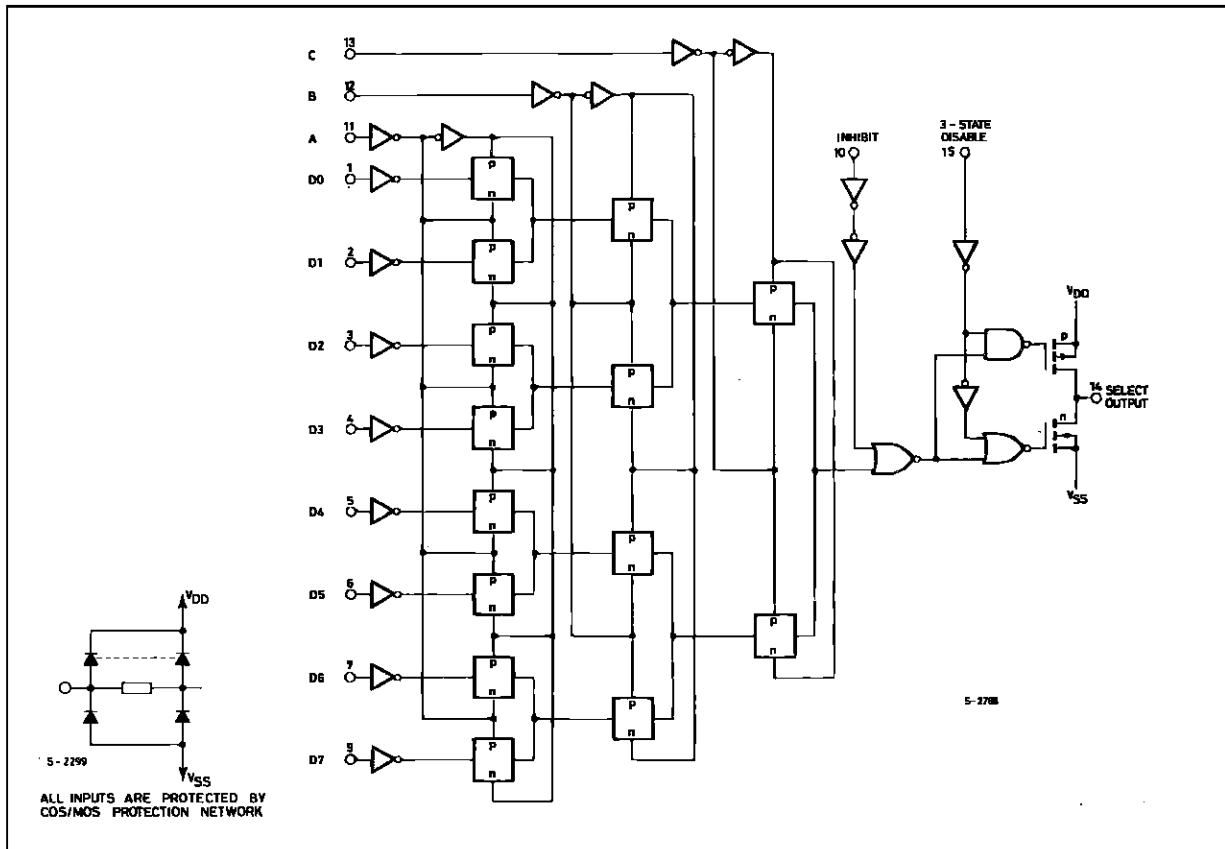 C 13
B 12
A 11
D0 1
D1 2
D2 3
D3 4
D4 5
D5 6
D6 7
D7 9
p
n
p
n
p
n
p
n
p
n
p
n
p
n
p
n
p
n
p
n
p
n
p
n
p
n
p
n
INHIBIT
10
3-STATE
DISABLE
15
VDD
p
14 SELECT
OUTPUT
n
VSS
S-2788
VDD
VSS
S-2299
ALL INPUTS ARE PROTECTED BY
COS/MOS PROTECTION NETWORK